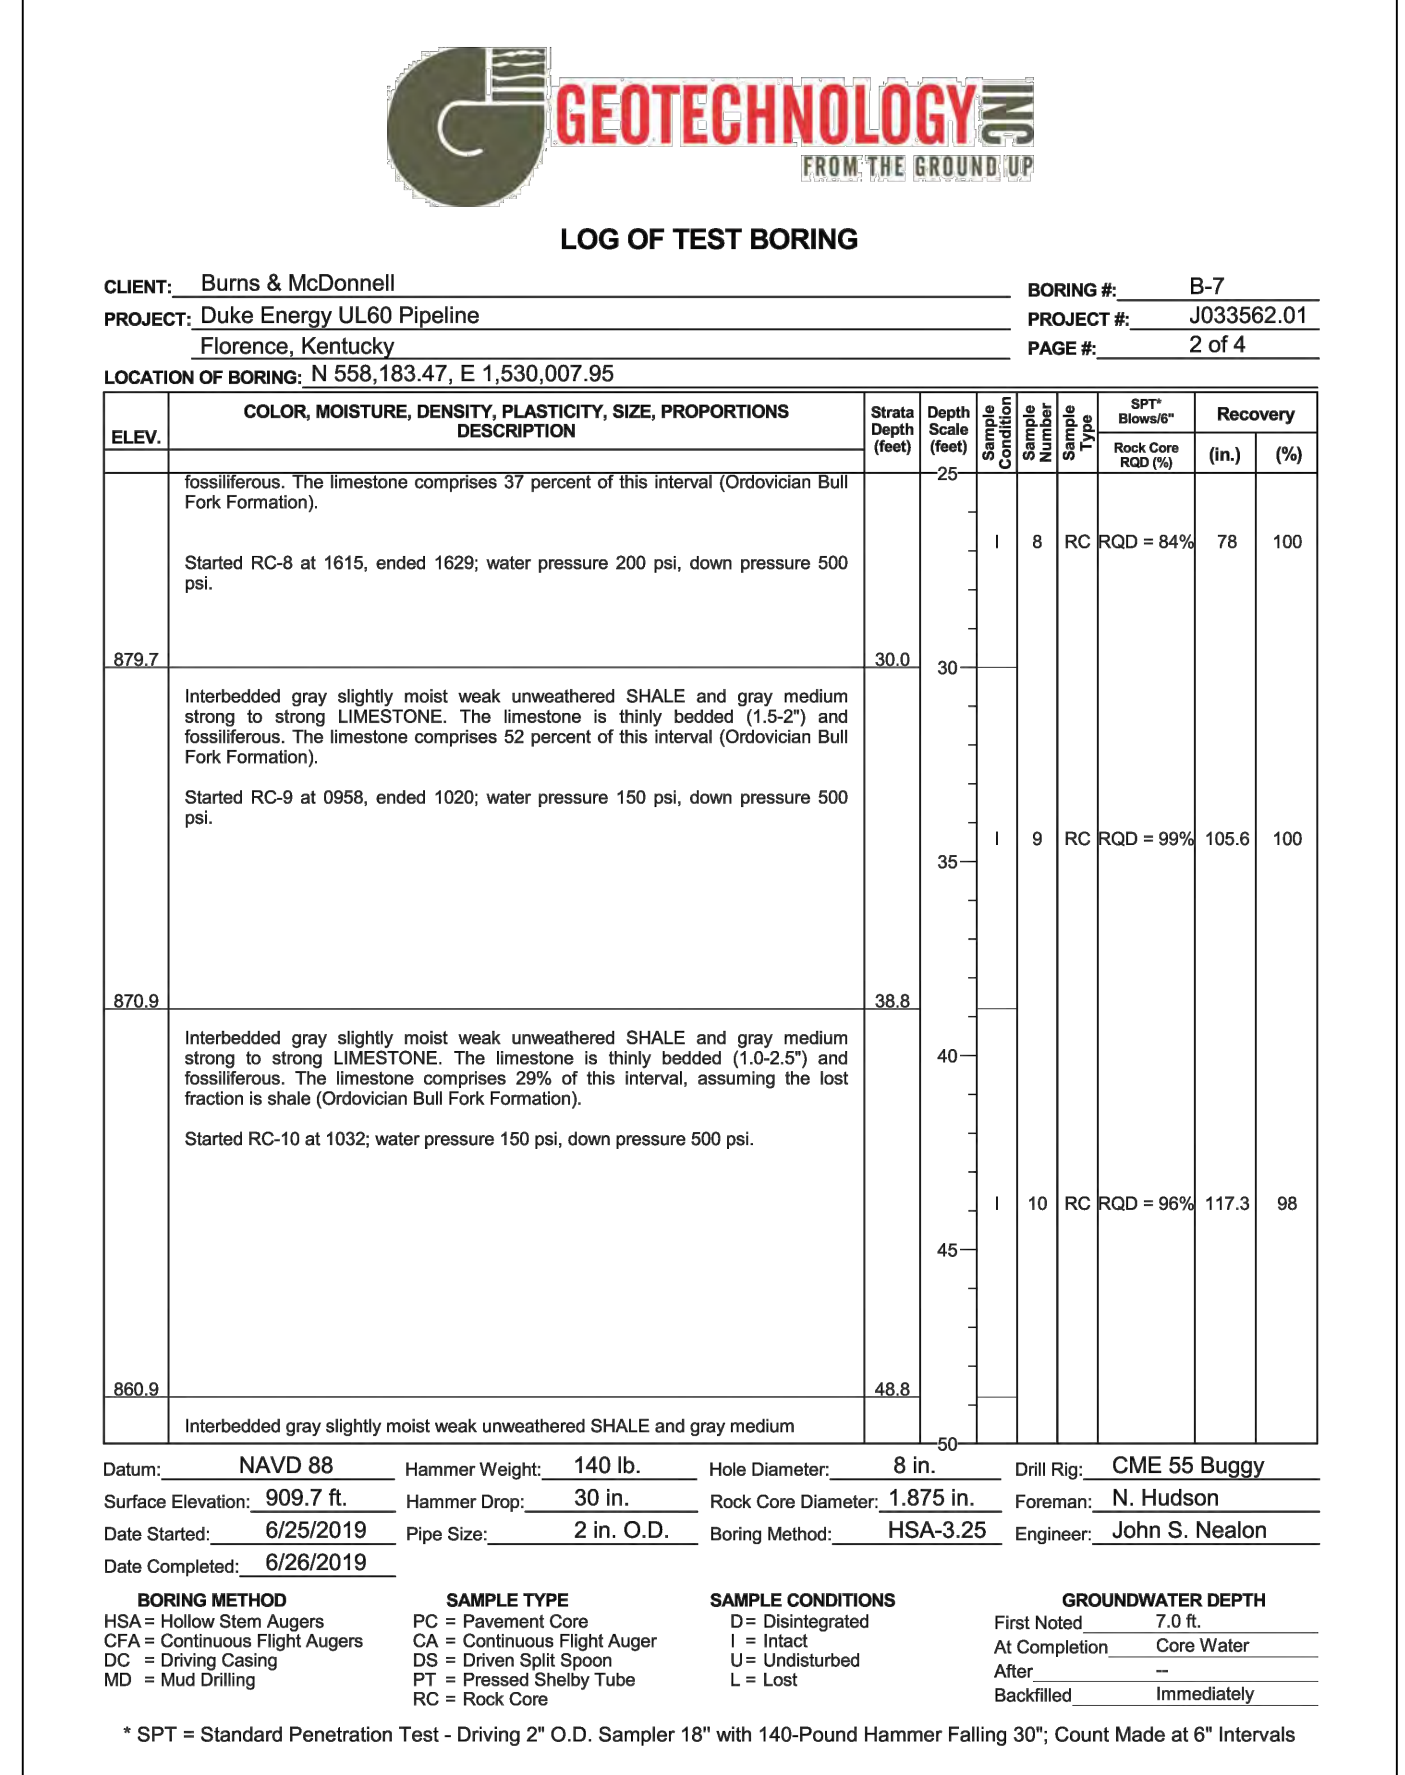 GEOTECHNOLOGY INC
FROM THE GROUND UP
LOG OF TEST BORING
CLIENT: Burns & McDonnell BORING #: B-7
PROJECT: Duke Energy UL60 Pipeline PROJECT #: J033562.01
Florence, Kentucky PAGE #: 2 of 4
LOCATION OF BORING: N 558,183.47, E 1,530,007.95
ELEV.
COLOR, MOISTURE, DENSITY, PLASTICITY, SIZE, PROPORTIONS
DESCRIPTION
Strata
Depth
(feet)
Depth
Scale
(feet)
Sample
Condition
Sample
Number
Sample
Type
SPT*
Blows/6"
Rock Core
RQD (%)
Recovery
(in.) (%)
25
fossiliferous. The limestone comprises 37 percent of this interval (Ordovician Bull
Fork Formation).
I 8 RC RQD = 84% 78 100
Started RC-8 at 1615, ended 1629; water pressure 200 psi, down pressure 500
psi.
879.7 30.0 30
Interbedded gray slightly moist weak unweathered SHALE and gray medium
strong to strong LIMESTONE. The limestone is thinly bedded (1.5-2") and
fossiliferous. The limestone comprises 52 percent of this interval (Ordovician Bull
Fork Formation).
Started RC-9 at 0958, ended 1020; water pressure 150 psi, down pressure 500
psi.
I 9 RC RQD = 99% 105.6 100
35
870.9 38.8
Interbedded gray slightly moist weak unweathered SHALE and gray medium
strong to strong LIMESTONE. The limestone is thinly bedded (1.0-2.5") and
40
fossiliferous. The limestone comprises 29% of this interval, assuming the lost
fraction is shale (Ordovician Bull Fork Formation).
Started RC-10 at 1032; water pressure 150 psi, down pressure 500 psi.
I 10 RC RQD = 96% 117.3 98
45
860.9 48.8
Interbedded gray slightly moist weak unweathered SHALE and gray medium
50
Datum: NAVD 88 Hammer Weight: 140 lb. Hole Diameter: 8 in. Drill Rig: CME 55 Buggy
Surface Elevation: 909.7 ft. Hammer Drop: 30 in. Rock Core Diameter: 1.875 in. Foreman: N. Hudson
Date Started: 6/25/2019 Pipe Size: 2 in. O.D. Boring Method: HSA-3.25 Engineer: John S. Nealon
Date Completed: 6/26/2019
BORING METHOD
HSA = Hollow Stem Augers
CFA = Continuous Flight Augers
DC = Driving Casing
MD = Mud Drilling
SAMPLE TYPE
PC = Pavement Core
CA = Continuous Flight Auger
DS = Driven Split Spoon
PT = Pressed Shelby Tube
RC = Rock Core
SAMPLE CONDITIONS
D = Disintegrated
I = Intact
U = Undisturbed
L = Lost
GROUNDWATER DEPTH
First Noted 7.0 ft.
At Completion Core Water
After --
Backfilled Immediately
* SPT = Standard Penetration Test - Driving 2" O.D. Sampler 18" with 140-Pound Hammer Falling 30"; Count Made at 6" Intervals